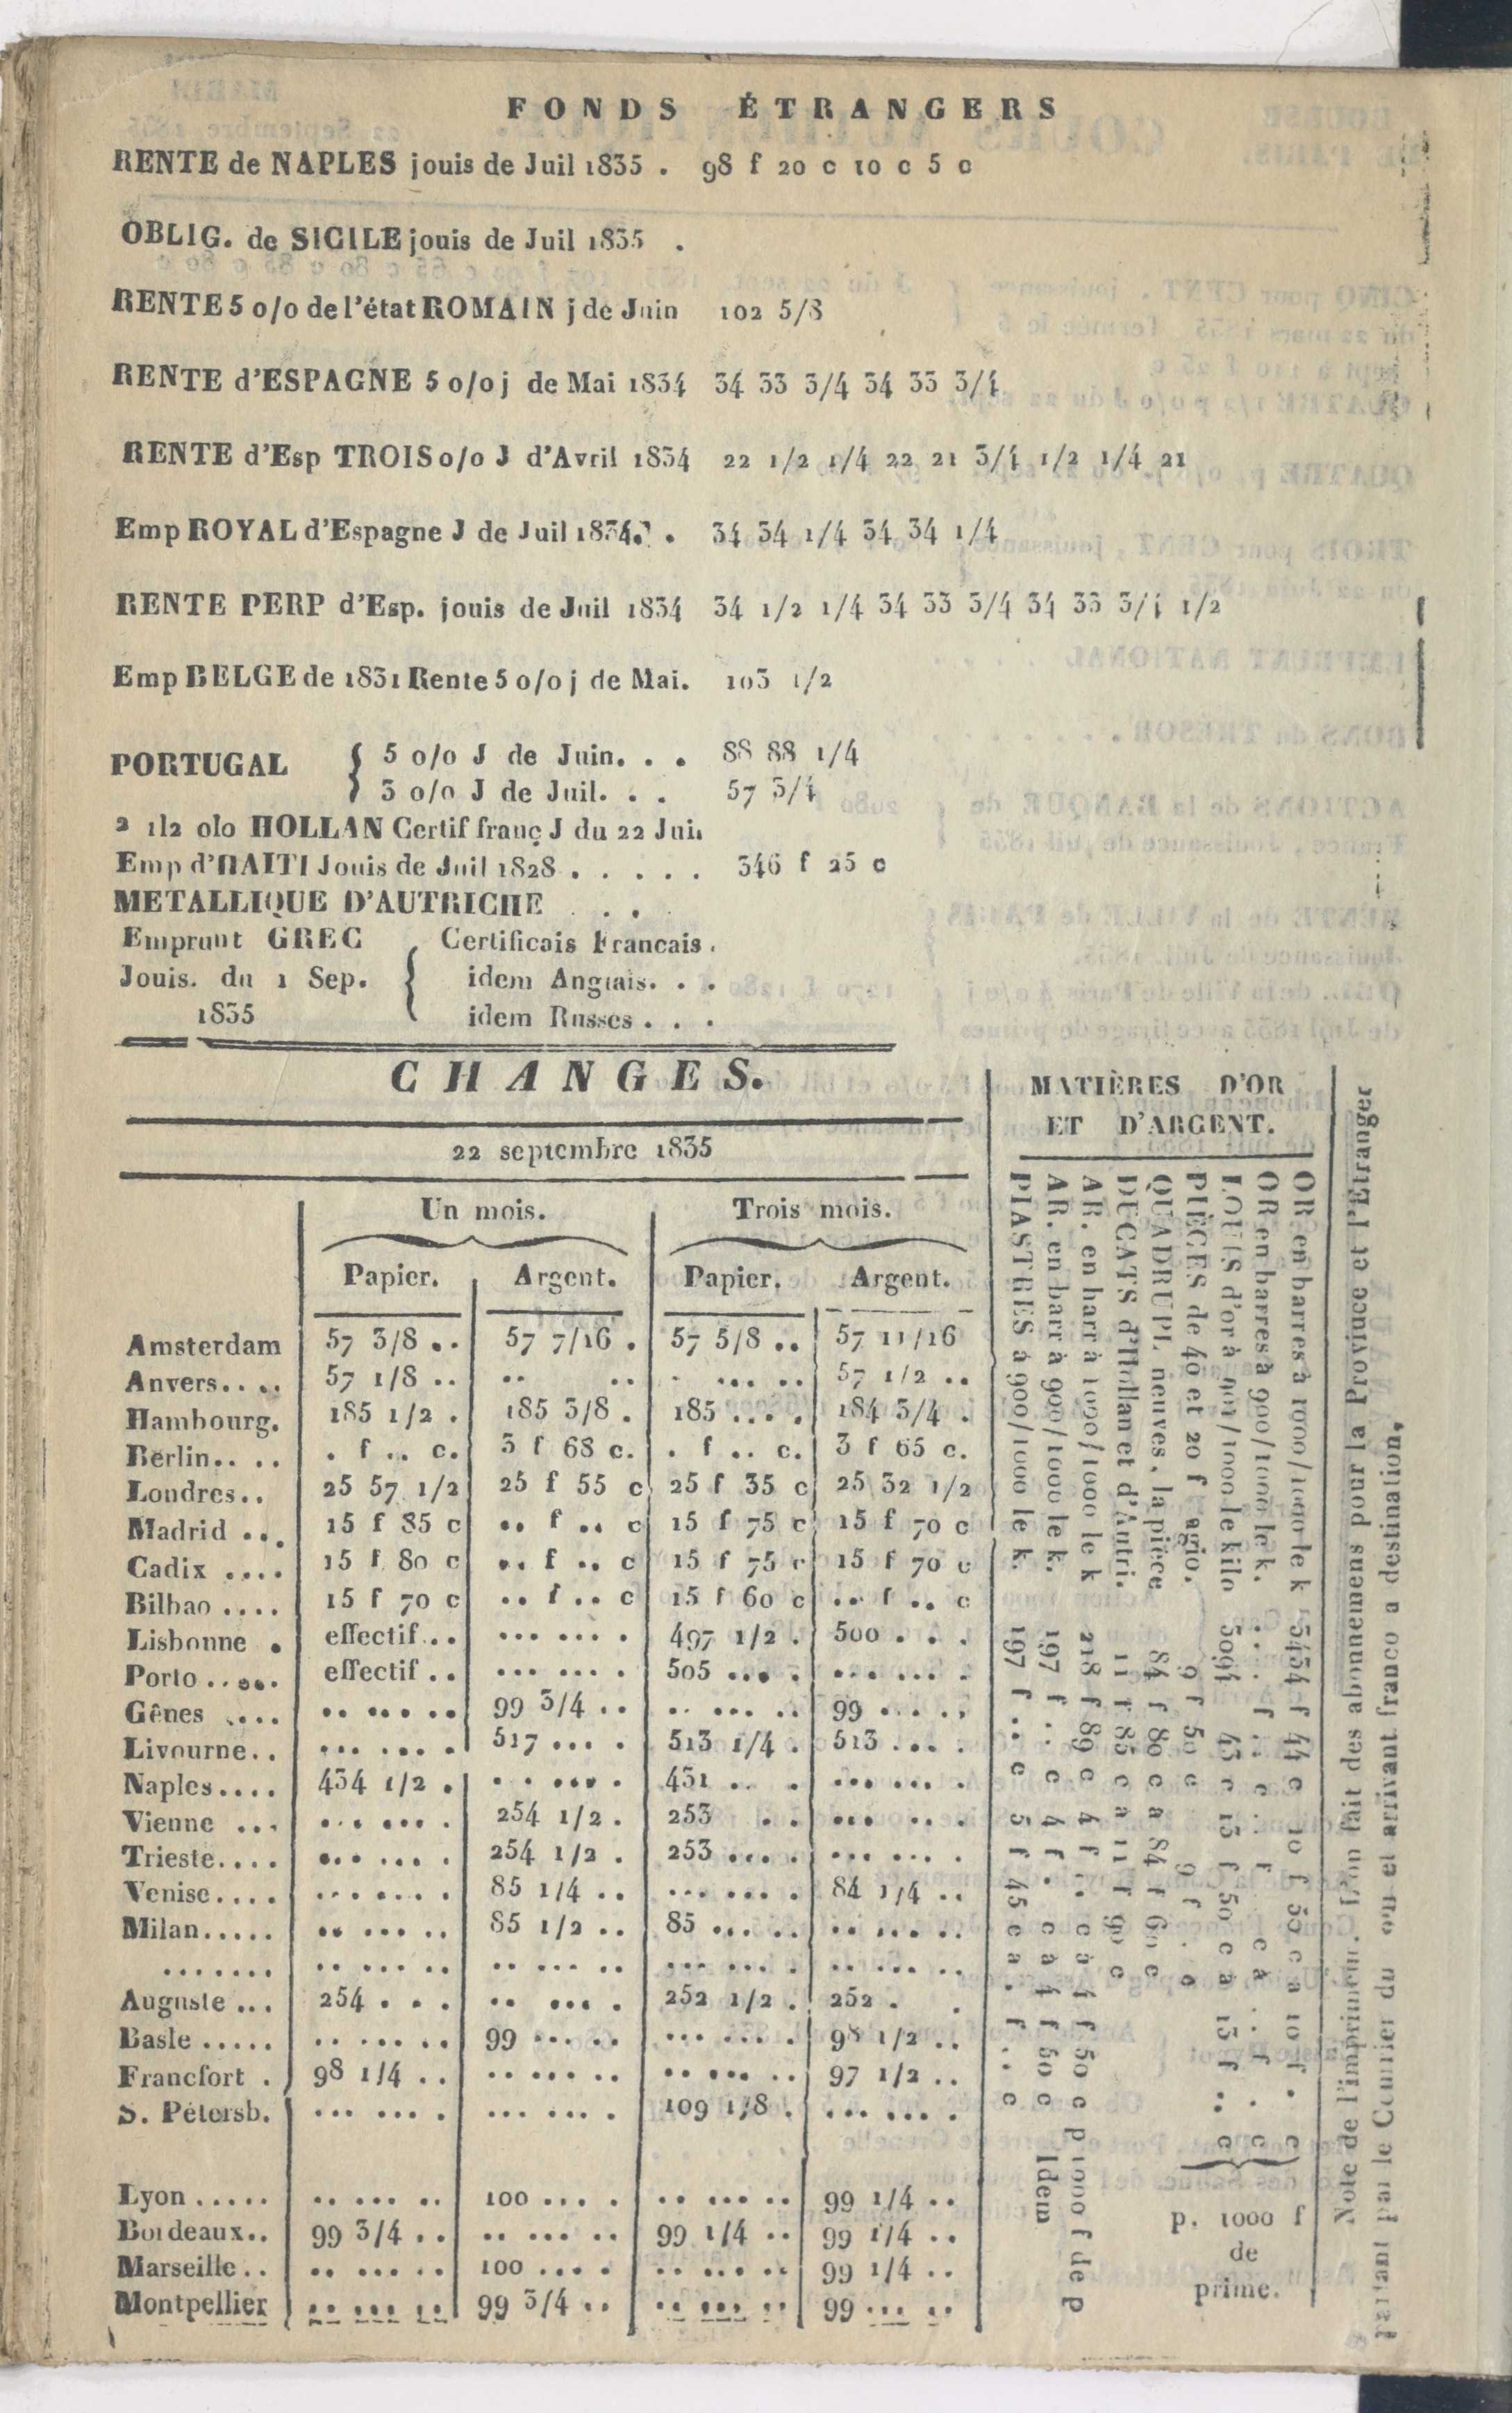 FONDS ÉTRANGERS
RENTE de NAPLES jouis de Juil 1835 . 98 f 20 c 10 c 5 c
OBLIG. de SICILE jouis de Juil 1835 .
RENTE 5 o/o de l'état ROMAIN j de Juin 102 5/8
RENTE d'ESPAGNE 5 o/o j de Mai 1834 34 33 3/4 34 33 3/4
RENTE d'Esp TROIS o/o J d'Avril 1834 22 1/2 1/4 22 21 3/4 1/2 1/4 21
Emp ROYAL d'Espagne J de Juil 1834. . 34 34 1/4 34 34 1/4
RENTE PERP d'Esp. jouis de Juil 1834 34 1/2 1/4 34 33 3/4 34 33 3/4 1/2
Emp BELGE de 1831 Rente 5 o/o j de Mai. 103 1/2
PORTUGAL { 5 o/o J de Juin. . . 88 88 1/4
3 o/o J de Juil. . . 57 3/4
2 1l2 olo HOLLAN Certif franç J du 22 Jui
Emp d'HAITI Jouis de Juil 1828 . . . . . 346 f 25 c
METALLIQUE D'AUTRICHE . .
Emprunt GREC { Certificais Francais .
Jouis. du 1 Sep. idem Anglais. . .
1835 idem Russes . . .
CHANGES.
22 septembre 1835
Un mois. Trois mois.
Papier. Argent. Papier. Argent.
Amsterdam 57 3/8 .. 57 7/16 . 57 5/8 .. 57 11/16
Anvers.. .. 57 1/8 .. .. .. . ... .. 57 1/2 ..
Hambourg. 185 1/2 . 185 3/8 . 185 .... 184 3/4 .
Berlin.. .. . f .. c. 3 f 68 c. . f .. c. 3 f 65 c.
Londres.. 25 57 1/2 25 f 55 c 25 f 35 c 25 32 1/2
Madrid ... 15 f 85 c .. f .. c 15 f 75 c 15 f 70 c
Cadix .... 15 f 80 c .. f .. c 15 f 75 c 15 f 70 c
Bilbao .... 15 f 70 c .. f .. c 15 f 60 c .. f .. c
Lisbonne . effectif... ... ... . 497 1/2 . 500 . . .
Porto ..... effectif .. ... ... . 505 .... ... ... .
Gênes .... .. ... .. 99 3/4 .. .. ... .. 99 ... ..
Livourne.. ... ... . 517 ... . 513 1/4 . 513 ... .
Naples.... 434 1/2 . . . ... . 431 .. . ... ... .
Vienne ... ... ... . 254 1/2 . 253 . . ... ... .
Trieste.... ... ... . 254 1/2 . 253 .... ... ... .
Venise.... ... ... . 85 1/4 .. ... ... . 84 1/4 ..
Milan..... .. ... .. 85 1/2 .. 85 ... .. .. ... ..
....... .. ... .. .. ... .. ... ... . .. ... ..
Auguste ... 254 . . . .. ... . 252 1/2 . 252 . .
Basle ..... .. ... .. 99 ... .. ... ... . 98 1/2 ..
Francfort . 98 1/4 .. .. ... .. .. ... .. 97 1/2 ..
S. Pétersb. ... ... . ... ... . 109 1/8 . ... ... .
Lyon ..... .. ... .. 100 ... . .. ... .. 99 1/4 ..
Bordeaux.. 99 3/4 .. .. ... .. 99 1/4 .. 99 1/4 ..
Marseille.. .. ... .. 100 ... . .. ... .. 99 1/4 ..
Montpellier .. ... .. 99 3/4 .. .. ... .. 99 ... ..
MATIÈRES D'OR
ET D'ARGENT.
OR en barres à 1000/1000 le k 3434 f 44 c 10 f 50 c a 10 f . c
OR en barres à 900/1000 le k. .... f .. c .. f . c à .. f . c
LOUIS d'or à 901/1000 le kilo 3094 43 c 13 f 50 c à 15 f .. c
PIÈCES de 40 et 20 f agio. 9 f 50 c 9 f . c
QUADRUPL neuves, la pièce 84 f 80 c a 84 f 60 c
DUCATS d'Hollan et d'Autri. 11 f 85 c a 11 f 90 c
AR. en barr à 1000/1000 le k 218 f 89 c 4 f .. c à 4 f 50 c p 1000 f de p
AR. en barr à 900/1000 le k. 197 f .. c 4 f . c à 4 f 50 c Idem
PIASTRES à 900/1000 le k. 197 f .. c 5 f 45 c a . f .. c
p. 1000 f
de
prime.
Note de l'imprimeur. L'on fait des abonnemens pour la Province et l'Etranger
partant par le Courrier du jour et arrivant franco a destination,